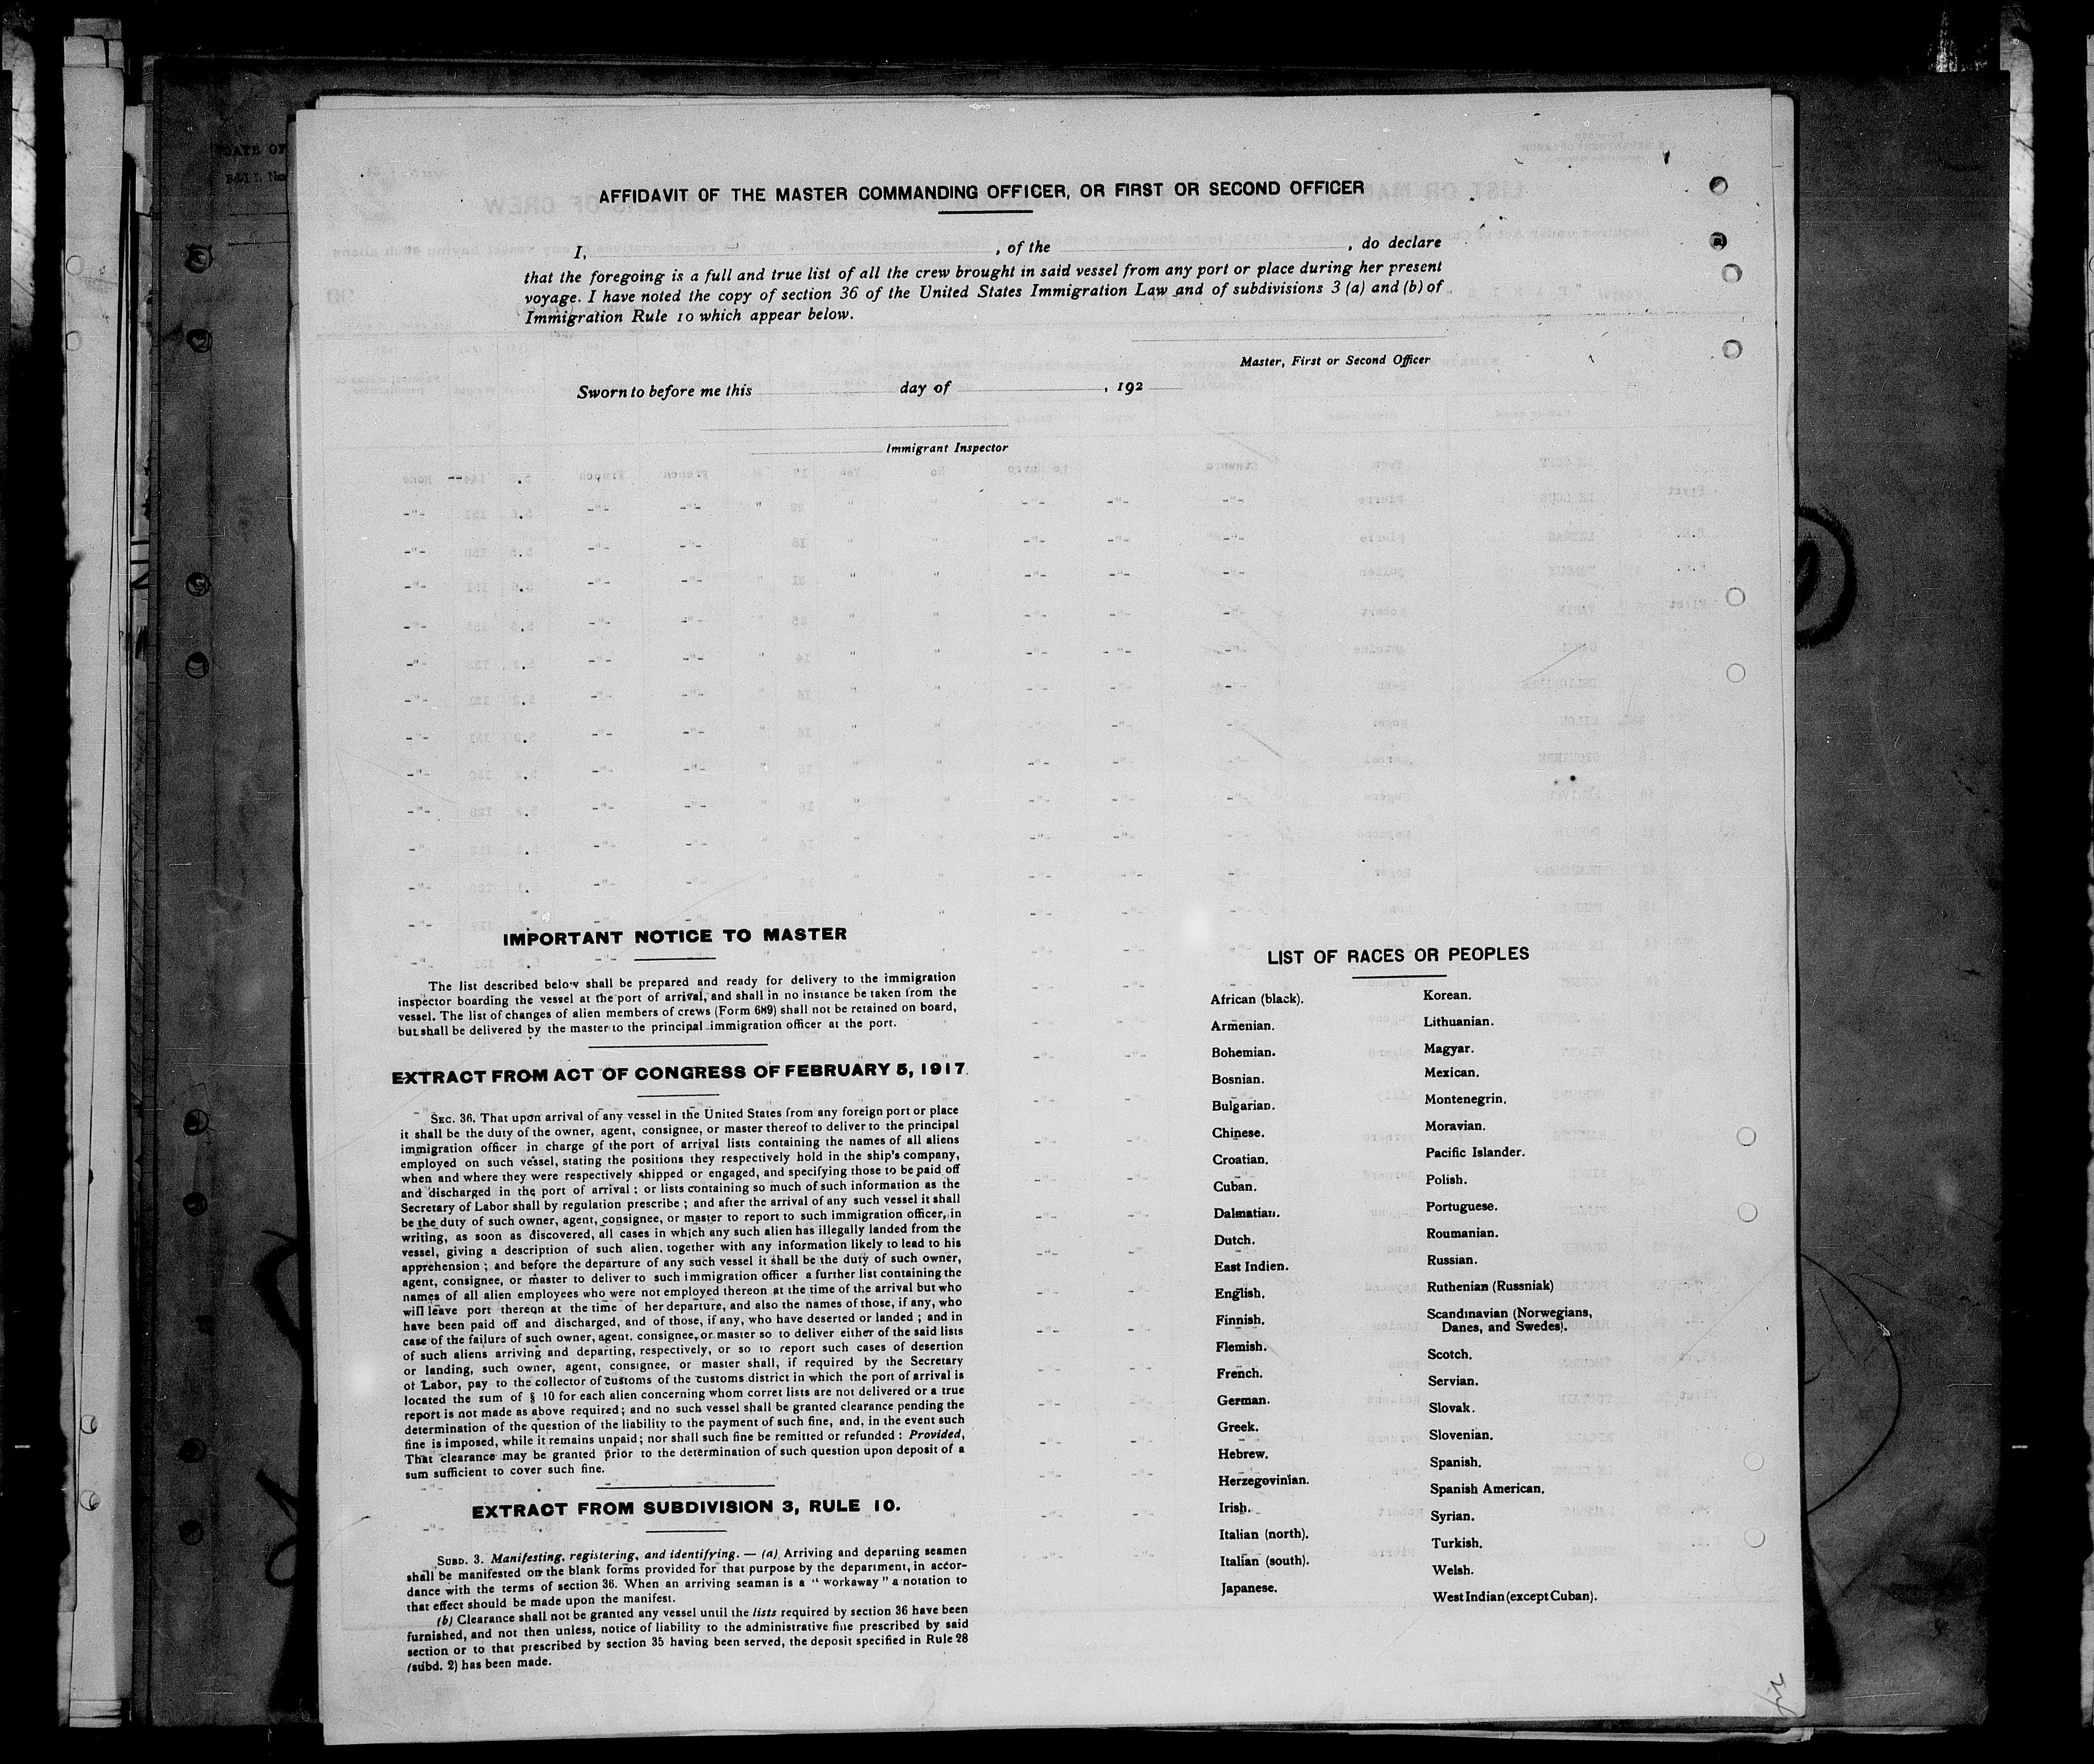 DATE OF
AFFIDAVIT OF THE MASTER COMMANDING OFFICER, OR FIRST OR SECOND OFFICER
I, , of the , do declare
that the foregoing is a full and true list of all the crew brought in said vessel from any port or place during her present
voyage. I have noted the copy of section 36 of the United States Immigration Law and of subdivisions 3 (a) and (b) of
Immigration Rule 10 which appear below.
Master, First or Second Officer
Sworn to before me this day of , 192
Immigrant Inspector
IMPORTANT NOTICE TO MASTER
The list described below shall be prepared and ready for delivery to the immigration
inspector boarding the vessel at the port of arrival, and shall in no instance be taken from the
vessel. The list of changes of alien members of crews (Form 689) shall not be retained on board,
but shall be delivered by the master to the principal immigration officer at the port.
EXTRACT FROM ACT OF CONGRESS OF FEBRUARY 5, 1917.
SEC. 36. That upon arrival of any vessel in the United States from any foreign port or place
it shall be the duty of the owner, agent, consignee, or master thereof to deliver to the principal
immigration officer in charge of the port of arrival lists containing the names of all aliens
employed on such vessel, stating the positions they respectively hold in the ship's company,
when and where they were respectively shipped or engaged, and specifying those to be paid off
and discharged in the port of arrival ; or lists containing so much of such information as the
Secretary of Labor shall by regulation prescribe ; and after the arrival of any such vessel it shall
be the duty of such owner, agent, consignee, or master to report to such immigration officer, in
writing, as soon as discovered, all cases in which any such alien has illegally landed from the
vessel, giving a description of such alien, together with any information likely to lead to his
apprehension ; and before the departure of any such vessel it shall be the duty of such owner,
agent, consignee, or master to deliver to such immigration officer a further list containing the
names of all alien employees who were not employed thereon at the time of the arrival but who
will leave port thereon at the time of her departure, and also the names of those, if any, who
have been paid off and discharged, and of those, if any, who have deserted or landed ; and in
case of the failure of such owner, agent, consignee, or master so to deliver either of the said lists
of such aliens arriving and departing, respectively, or so to report such cases of desertion
or landing, such owner, agent, consignee, or master shall, if required by the Secretary
of Labor, pay to the collector of customs of the customs district in which the port of arrival is
located the sum of § 10 for each alien concerning whom corret lists are not delivered or a true
report is not made as above required ; and no such vessel shall be granted clearance pending the
determination of the question of the liability to the payment of such fine, and, in the event such
fine is imposed, while it remains unpaid ; nor shall such fine be remitted or refunded : Provided,
That clearance may be granted prior to the determination of such question upon deposit of a
sum sufficient to cover such fine.
EXTRACT FROM SUBDIVISION 3, RULE 10.
SUBD. 3. Manifesting, registering, and identifying. — (a) Arriving and departing seamen
shall be manifested on the blank forms provided for that purpose by the department, in accor-
dance with the terms of section 36. When an arriving seaman is a " workaway " a notation to
that effect should be made upon the manifest.
(b) Clearance shall not be granted any vessel until the lists required by section 36 have been
furnished, and not then unless, notice of liability to the administrative fine prescribed by said
section or to that prescribed by section 35 having been served, the deposit specified in Rule 28
(subd. 2) has been made.
LIST OF RACES OR PEOPLES
African (black).
Armenian.
Bohemian.
Bosnian.
Bulgarian.
Chinese.
Croatian.
Cuban.
Dalmatian.
Dutch.
East Indien.
English.
Finnish.
Flemish.
French.
German.
Greek.
Hebrew.
Herzegovinian.
Irish.
Italian (north).
Italian (south).
Japanese.
Korean.
Lithuanian.
Magyar.
Mexican.
Montenegrin.
Moravian.
Pacific Islander.
Polish.
Portuguese.
Roumanian.
Russian.
Ruthenian (Russniak)
Scandinavian (Norwegians,
Danes, and Swedes).
Scotch.
Servian.
Slovak.
Slovenian.
Spanish.
Spanish American.
Syrian.
Turkish.
Welsh.
West Indian (except Cuban).